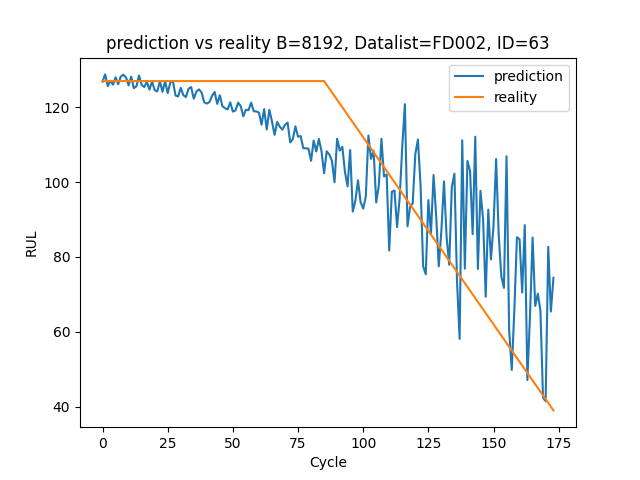 prediction vs reality B=8192, Datalist=FD002, ID=63
prediction
reality
120
100
80
60
40
RUL
0 25 50 75 100 125 150 175
Cycle